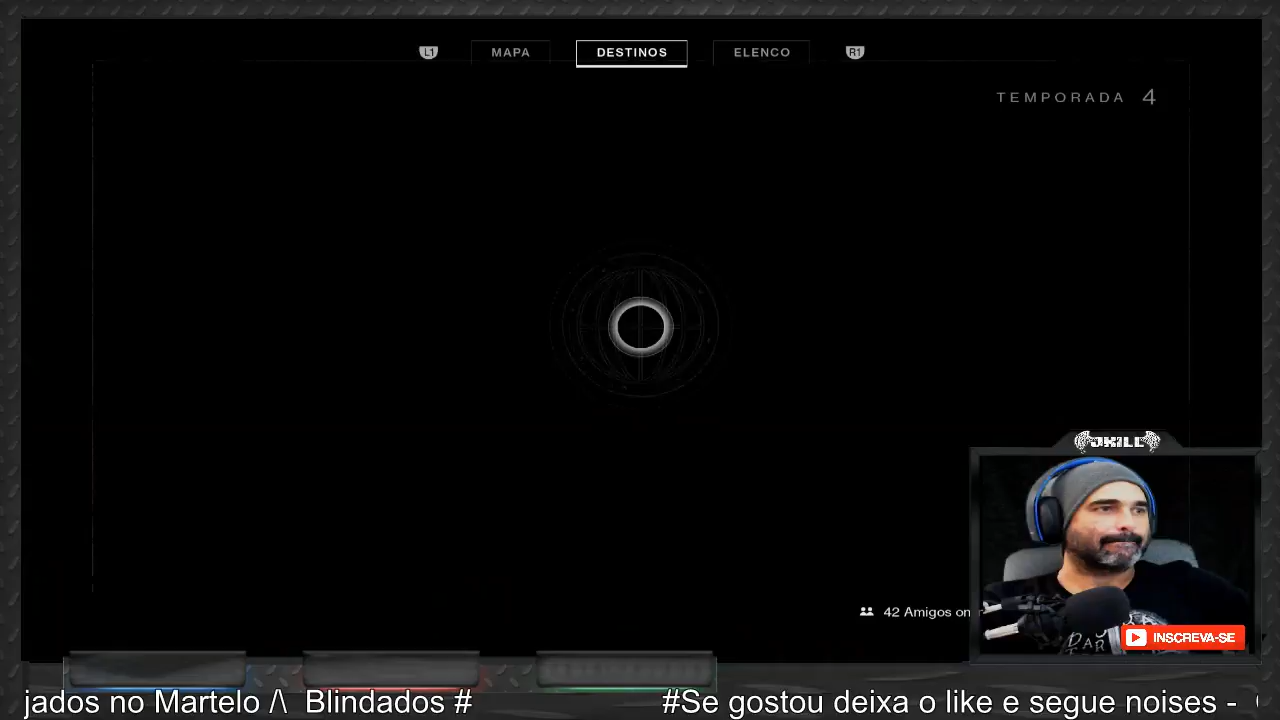 L1 MAPA DESTINOS ELENCO R1
TEMPORADA 4
JKILL
42 Amigos on
DAR
INSCREVA-SE
jados no Martelo /\ Blindados # #Se gostou deixa o like e segue noises -